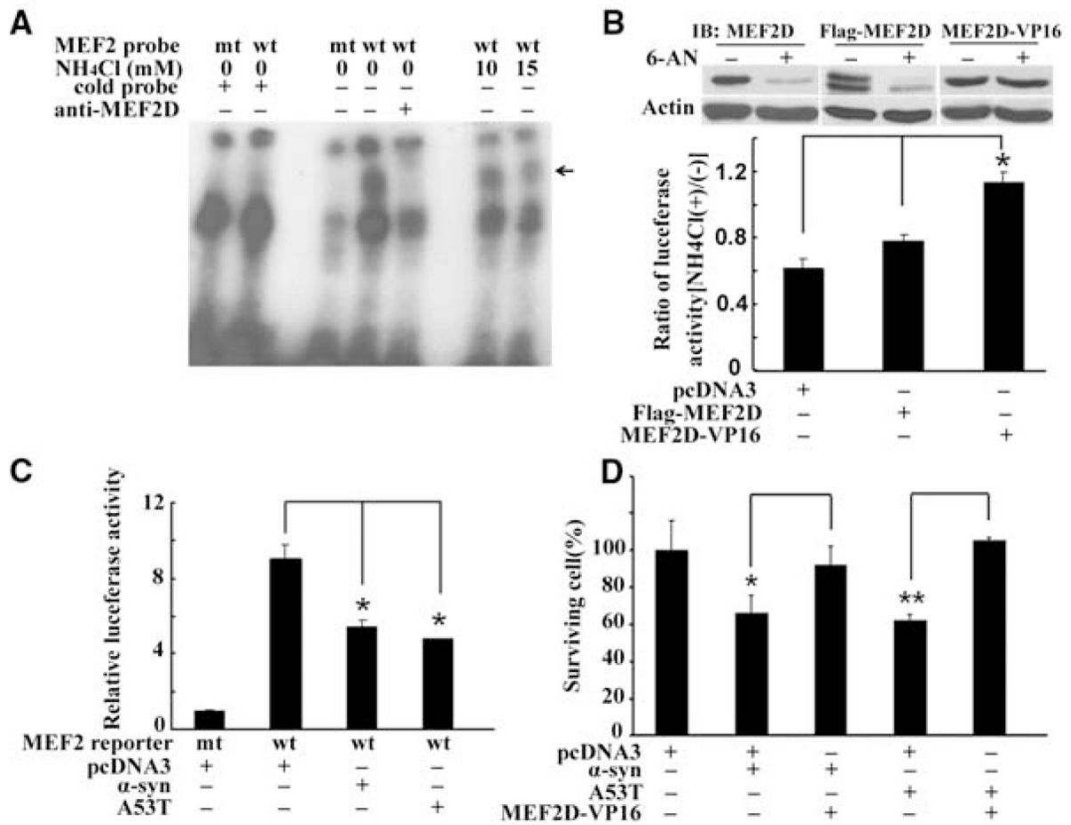 A
MEF2 probe mt wt mt wt wt wt wt
NH4Cl (mM) 0 0 0 0 0 10 15
cold probe + + – – – – –
anti-MEF2D – – – – + – –
B
IB: MEF2D Flag-MEF2D MEF2D-VP16
6-AN – + – + – +
Actin
Ratio of luceferase
activity[NH4Cl(+)/(-)]
1.2
0.8
0.4
0
*
pcDNA3 + – –
Flag-MEF2D – + –
MEF2D-VP16 – – +
C
Relative luceferase activity
12
8
4
0
* *
MEF2 reporter mt wt wt wt
pcDNA3 + + – –
α-syn – – + –
A53T – – – +
D
Surviving cell(%)
100
80
60
40
20
0
* **
pcDNA3 + + – + –
α-syn – + + – –
A53T – – – + +
MEF2D-VP16 – – + – +